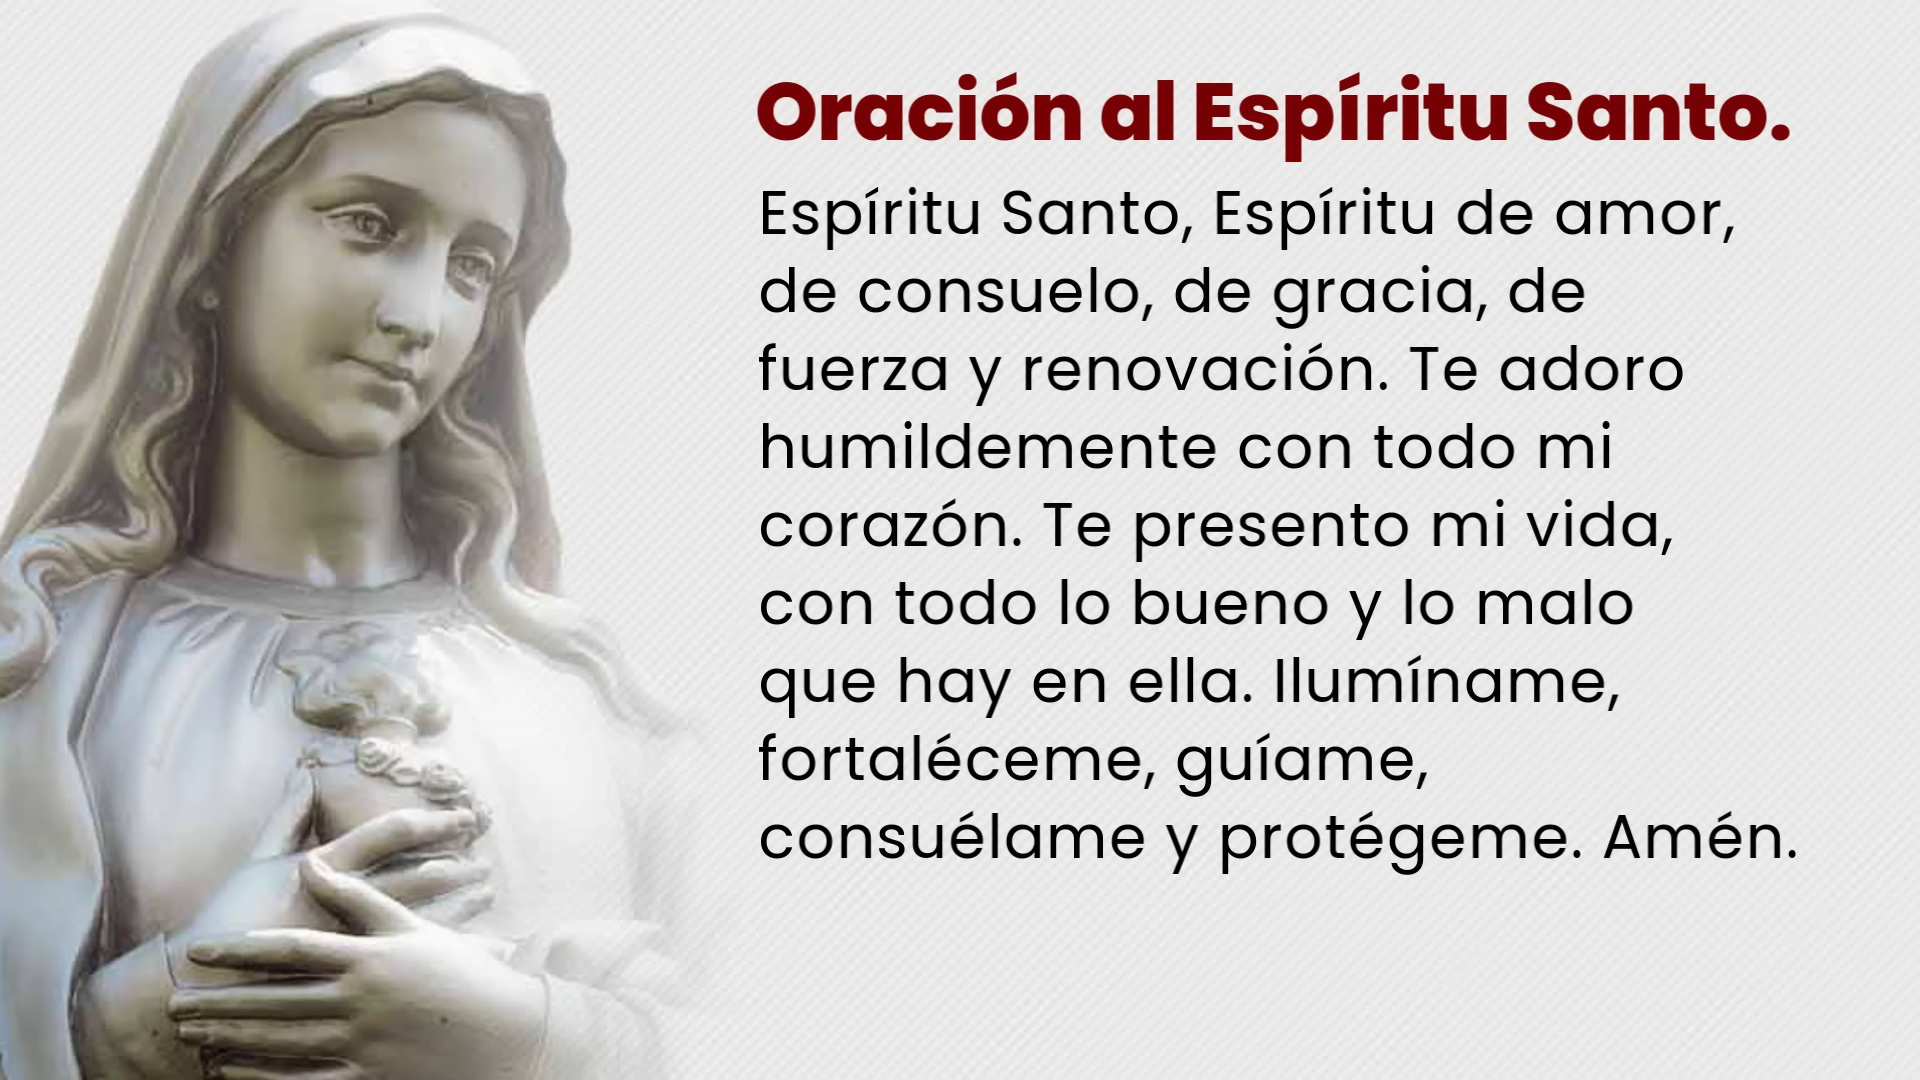 Oración al Espíritu Santo.
Espíritu Santo, Espíritu de amor,
de consuelo, de gracia, de
fuerza y renovación. Te adoro
humildemente con todo mi
corazón. Te presento mi vida,
con todo lo bueno y lo malo
que hay en ella. Ilumíname,
fortaléceme, guíame,
consuélame y protégeme. Amén.